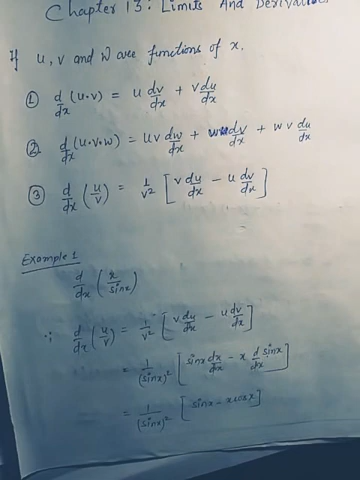 Chapter 13: Limits And Derivatives
If u, v and w are functions of x.
① d/dx (u.v) = u dv/dx + v du/dx
② d/dx (u.v.w) = uv dw/dx + wu dv/dx + wv du/dx
③ d/dx (u/v) = 1/v² [v du/dx - u dv/dx]
Example 1
d/dx (x/sinx)
∵ d/dx (u/v) = 1/v² [v du/dx - u dv/dx]
= 1/(sinx)² [sinx dx/dx - x d/dx sinx]
= 1/(sinx)² [sinx - xcosx]